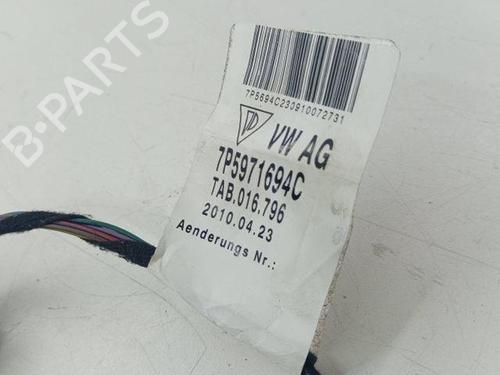 B-PARTS
7P5694C230910072731
VW AG
7P5971694C
TAB.016.796
2010.04.23
Aenderungs Nr.: